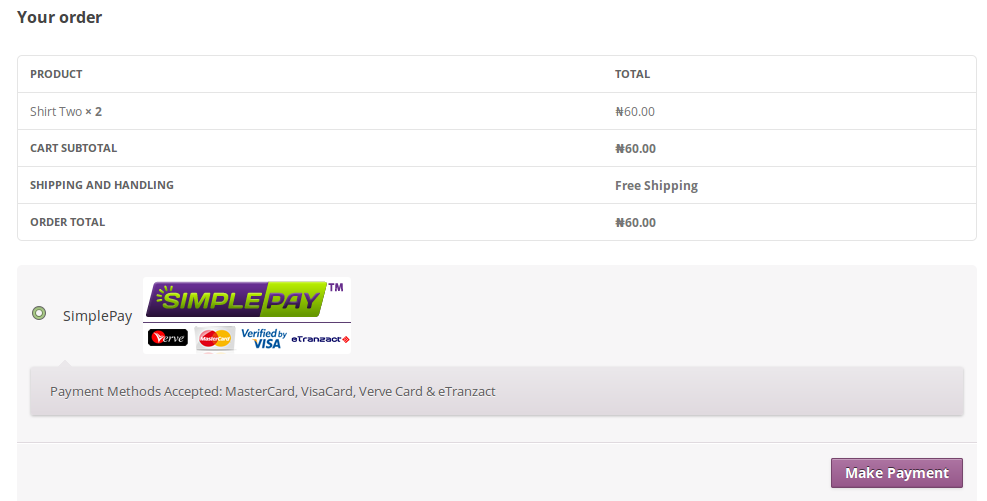 Your order
PRODUCT TOTAL
Shirt Two × 2 ₦60.00
CART SUBTOTAL ₦60.00
SHIPPING AND HANDLING Free Shipping
ORDER TOTAL ₦60.00
SimplePay
SIMPLEPAY™
Verve MasterCard Verified by VISA eTranzact
Payment Methods Accepted: MasterCard, VisaCard, Verve Card & eTranzact
Make Payment